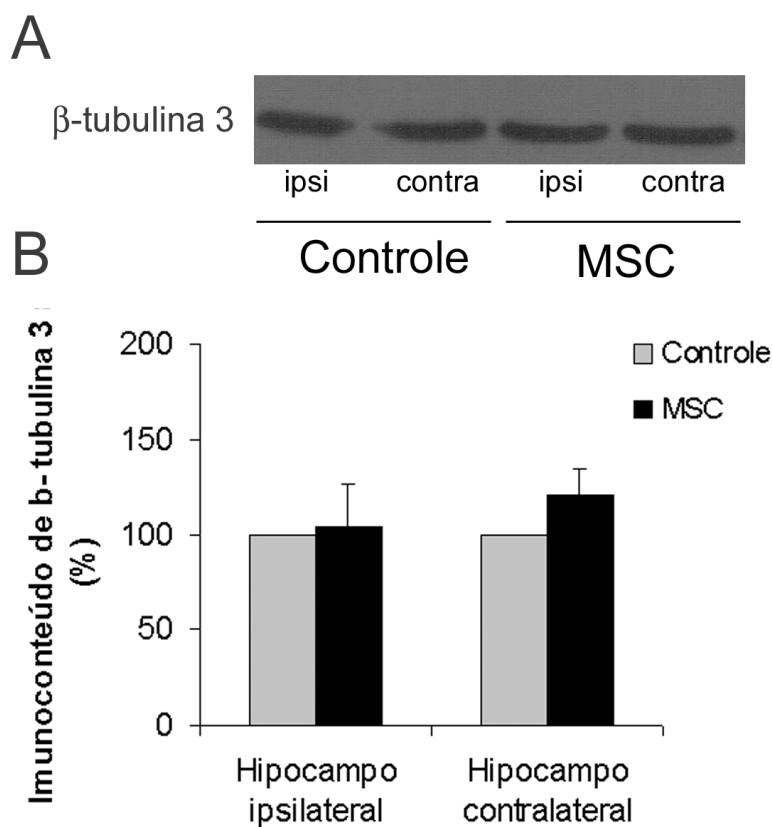 A
β-tubulina 3
ipsi contra ipsi contra
Controle MSC
B
Imunoconteúdo de b-tubulina 3
(%)
200
150
100
50
0
Controle
MSC
Hipocampo
ipsilateral
Hipocampo
contralateral